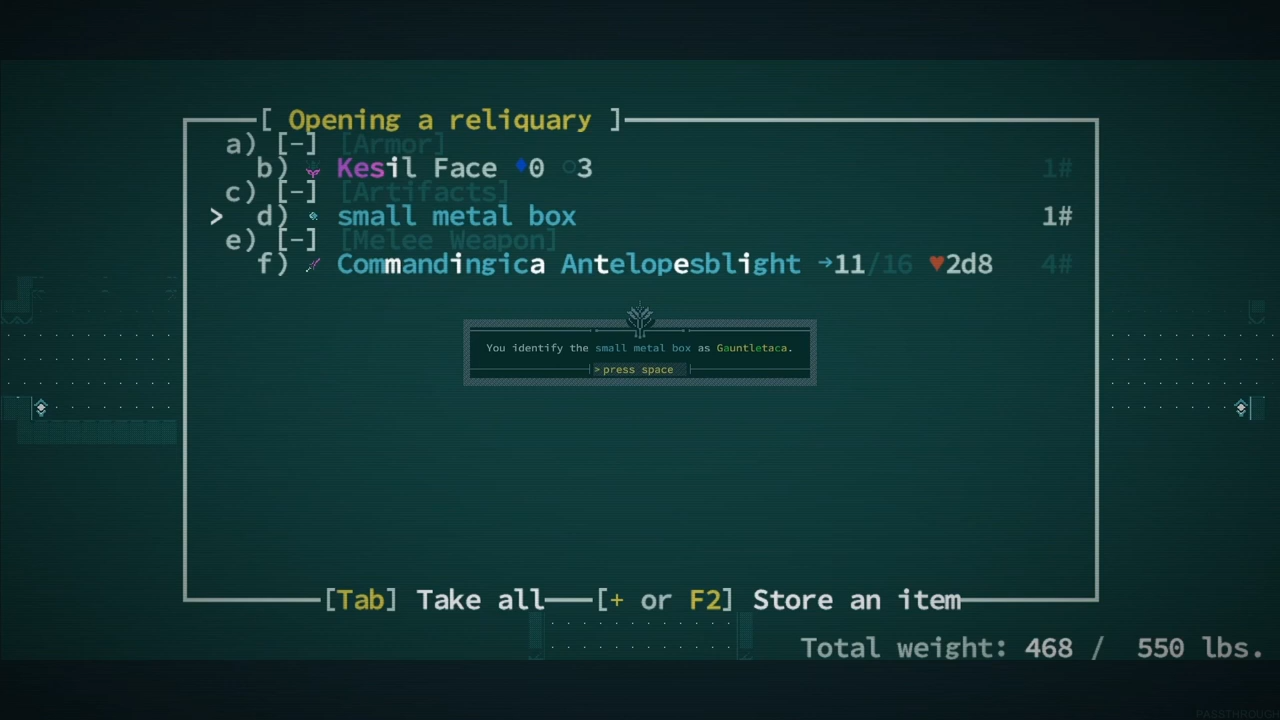 [ Opening a reliquary ]
a) [-] [Armor]
b) Kesil Face ♦0 ○3 1#
c) [-] [Artifacts]
> d) small metal box 1#
e) [-] [Melee Weapon]
f) Commandingica Antelopesblight →11/16 ♥2d8 4#
You identify the small metal box as Gauntletaca.
>press space
[Tab] Take all [+ or F2] Store an item
Total weight: 468 / 550 lbs.